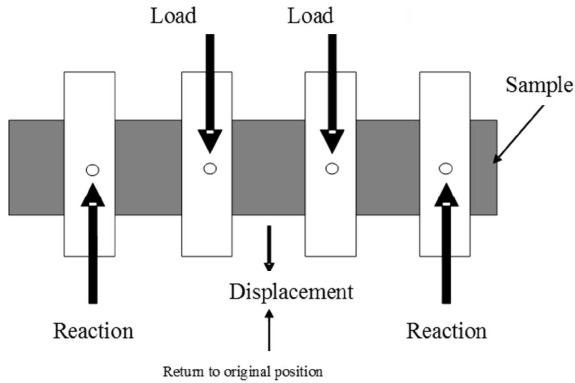 Load
Load
Sample
Displacement
Reaction
Reaction
Return to original position